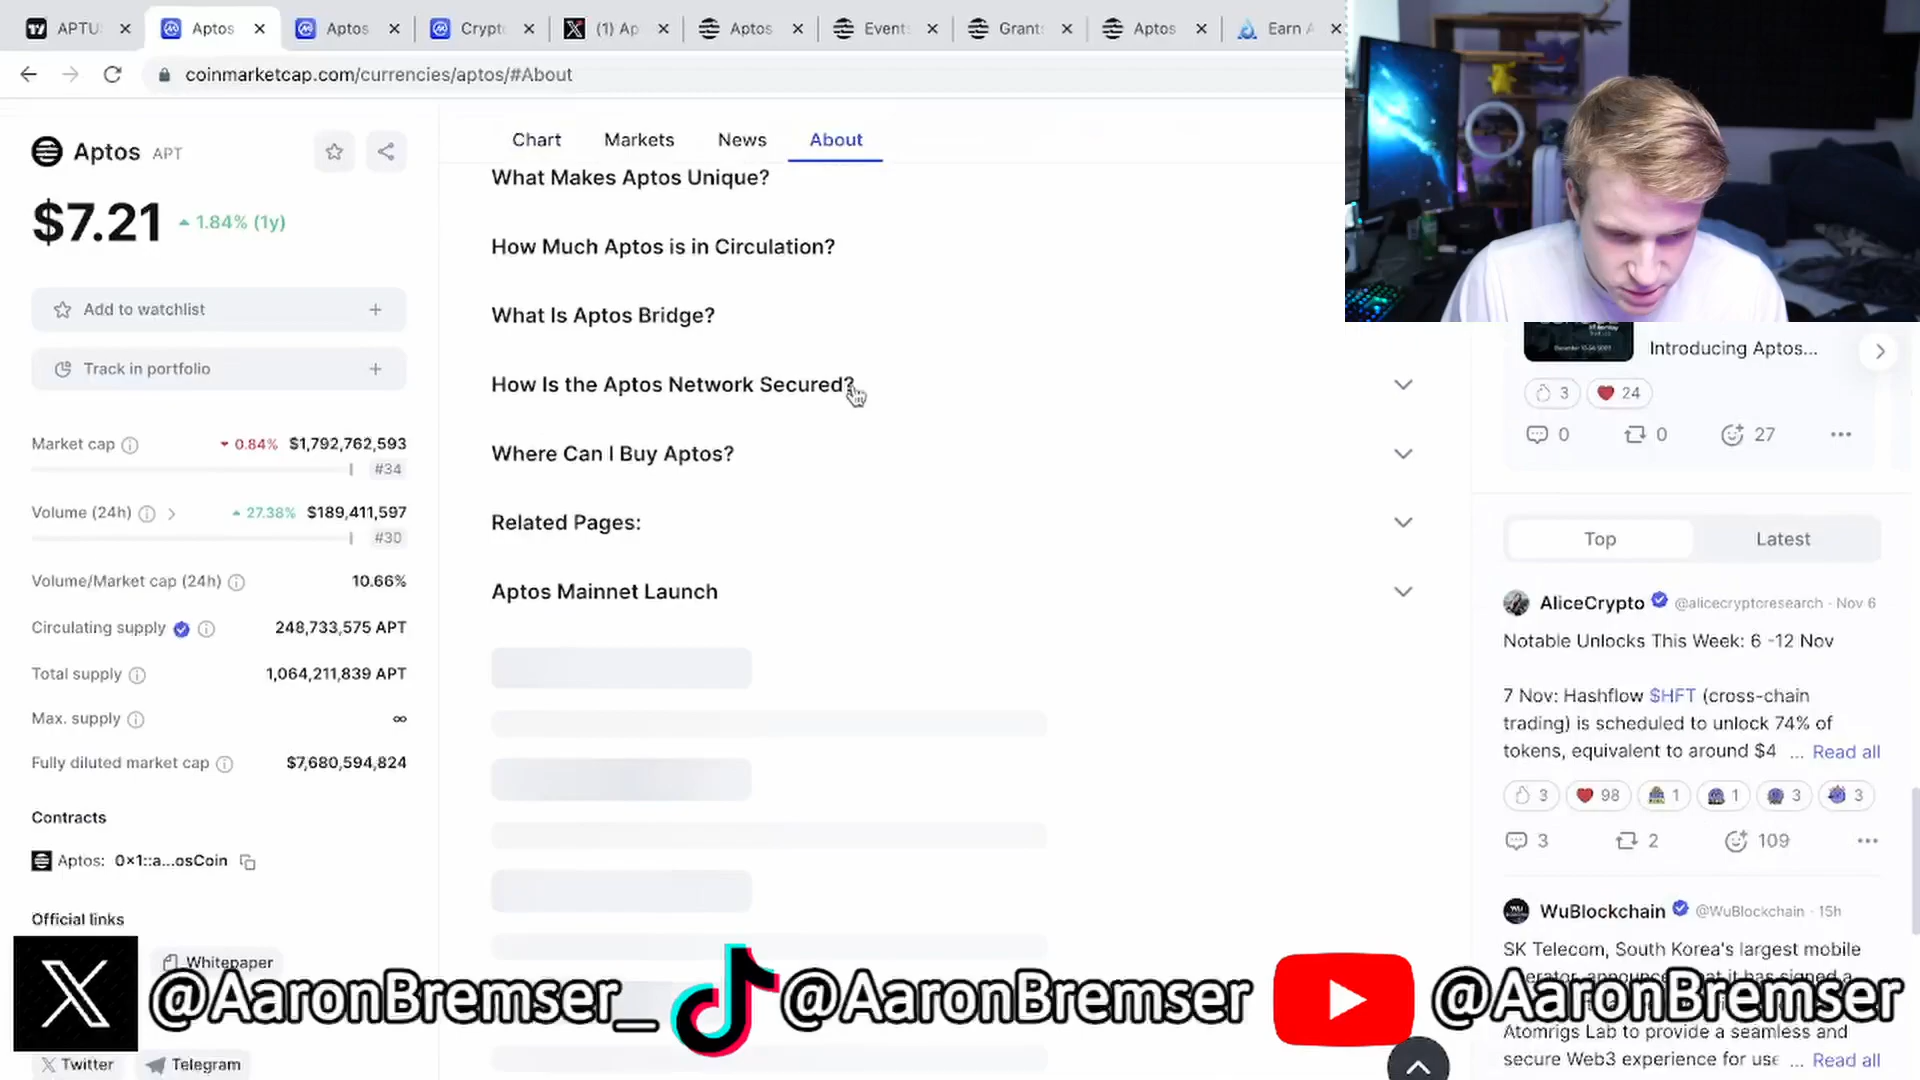 APTU
Aptos
Aptos
Crypto
(1) Ap
Aptos
Event
Grants
Aptos
Earn A
coinmarketcap.com/currencies/aptos/#About
Aptos APT
$7.21 1.84% (1y)
Add to watchlist +
Track in portfolio +
Market cap 0.84% $1,792,762,593
#34
Volume (24h) > 27.38% $189,411,597
#30
Volume/Market cap (24h) 10.66%
Circulating supply 248,733,575 APT
Total supply 1,064,211,839 APT
Max. supply ∞
Fully diluted market cap $7,680,594,824
Contracts
Aptos: 0x1::a...osCoin
Official links
Whitepaper
Twitter
Telegram
Chart Markets News About
What Makes Aptos Unique?
How Much Aptos is in Circulation?
What Is Aptos Bridge?
How Is the Aptos Network Secured?
Where Can I Buy Aptos?
Related Pages:
Aptos Mainnet Launch
Introducing Aptos...
3 24
0 0 27 ...
Top Latest
AliceCrypto @alicecryptoresearch · Nov 6
Notable Unlocks This Week: 6 -12 Nov
7 Nov: Hashflow $HFT (cross-chain
trading) is scheduled to unlock 74% of
tokens, equivalent to around $4 ... Read all
3 98 1 1 3 3
3 2 109 ...
WuBlockchain @WuBlockchain · 15h
SK Telecom, South Korea's largest mobile
Atomrigs Lab to provide a seamless and
secure Web3 experience for use ... Read all
@AaronBremser_
@AaronBremser
@AaronBremser